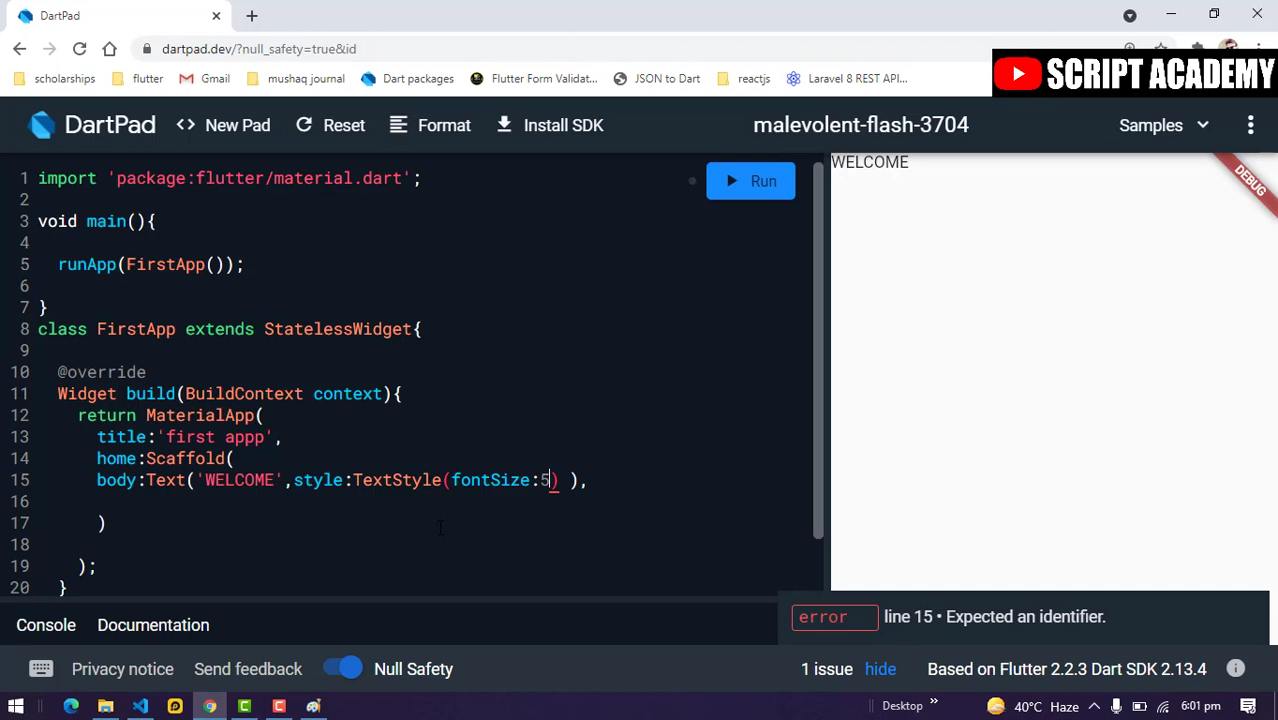 DartPad
dartpad.dev/?null_safety=true&id
scholarships flutter Gmail mushaq journal Dart packages Flutter Form Validat... JSON to Dart reactjs Laravel 8 REST API...
SCRIPT ACADEMY
DartPad <> New Pad Reset Format Install SDK malevolent-flash-3704 Samples
1 import 'package:flutter/material.dart';
Run
WELCOME
DEBUG
2
3 void main(){
4
5 runApp(FirstApp());
6
7 }
8 class FirstApp extends StatelessWidget{
9
10 @override
11 Widget build(BuildContext context){
12 return MaterialApp(
13 title:'first appp',
14 home:Scaffold(
15 body:Text('WELCOME',style:TextStyle(fontSize:5) ),
16
17 )
18
19 );
20 }
error line 15 • Expected an identifier.
Console Documentation
Privacy notice Send feedback Null Safety 1 issue hide Based on Flutter 2.2.3 Dart SDK 2.13.4
Desktop » 40°C Haze 6:01 pm